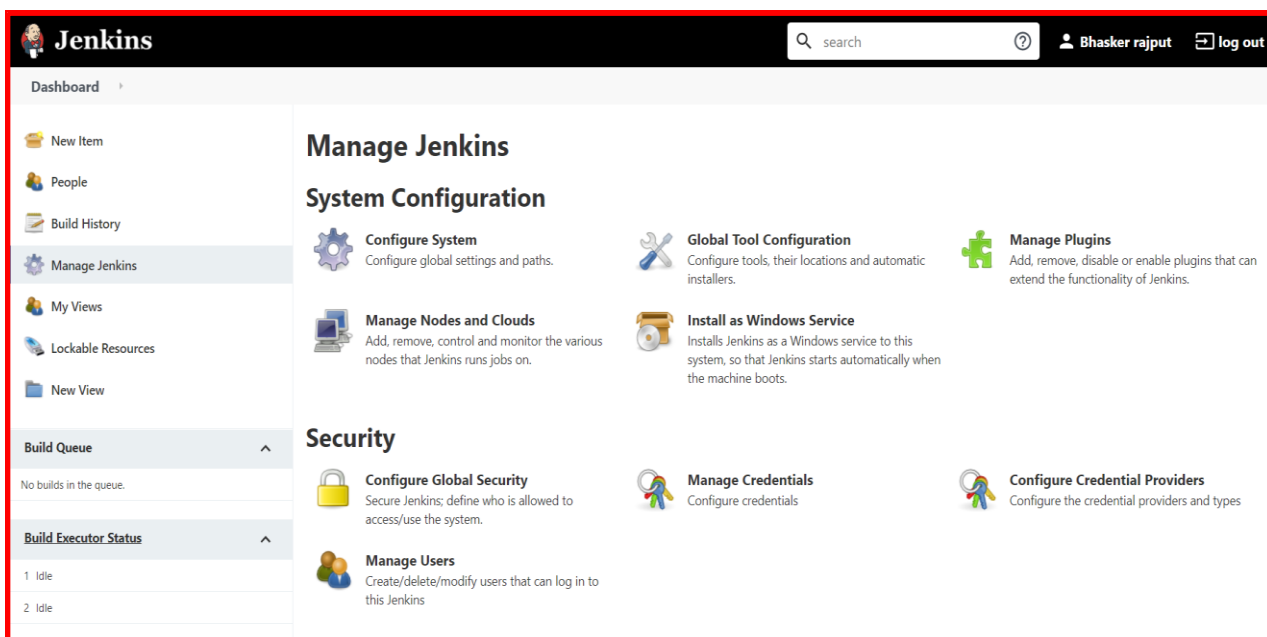 Jenkins
search
Bhasker rajput
log out
Dashboard
New Item
People
Build History
Manage Jenkins
My Views
Lockable Resources
New View
Build Queue
No builds in the queue.
Build Executor Status
1 Idle
2 Idle
Manage Jenkins
System Configuration
Configure System
Configure global settings and paths.
Global Tool Configuration
Configure tools, their locations and automatic
installers.
Manage Plugins
Add, remove, disable or enable plugins that can
extend the functionality of Jenkins.
Manage Nodes and Clouds
Add, remove, control and monitor the various
nodes that Jenkins runs jobs on.
Install as Windows Service
Installs Jenkins as a Windows service to this
system, so that Jenkins starts automatically when
the machine boots.
Security
Configure Global Security
Secure Jenkins; define who is allowed to
access/use the system.
Manage Credentials
Configure credentials
Configure Credential Providers
Configure the credential providers and types
Manage Users
Create/delete/modify users that can log in to
this Jenkins